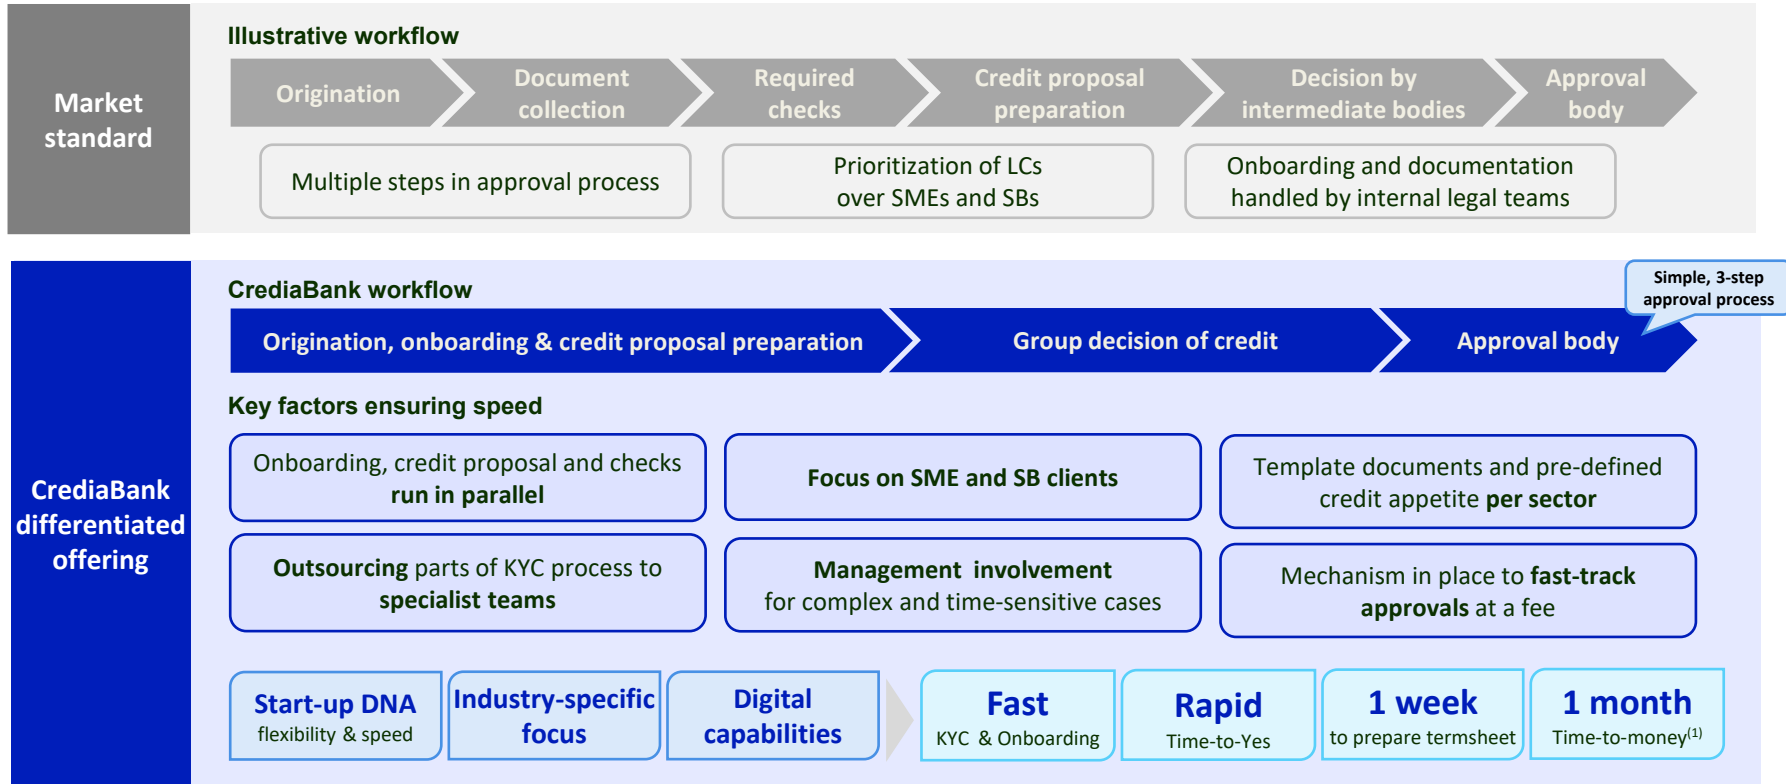 Market
standard
Illustrative workflow
Origination
Document
collection
Required
checks
Credit proposal
preparation
Decision by
intermediate bodies
Approval
body
Multiple steps in approval process
Prioritization of LCs
over SMEs and SBs
Onboarding and documentation
handled by internal legal teams
CrediaBank
differentiated
offering
CrediaBank workflow
Simple, 3-step
approval process
Origination, onboarding & credit proposal preparation
Group decision of credit
Approval body
Key factors ensuring speed
Onboarding, credit proposal and checks
run in parallel
Focus on SME and SB clients
Template documents and pre-defined
credit appetite per sector
Outsourcing parts of KYC process to
specialist teams
Management involvement
for complex and time-sensitive cases
Mechanism in place to fast-track
approvals at a fee
Start-up DNA
flexibility & speed
Industry-specific
focus
Digital
capabilities
Fast
KYC & Onboarding
Rapid
Time-to-Yes
1 week
to prepare termsheet
1 month
Time-to-money(1)